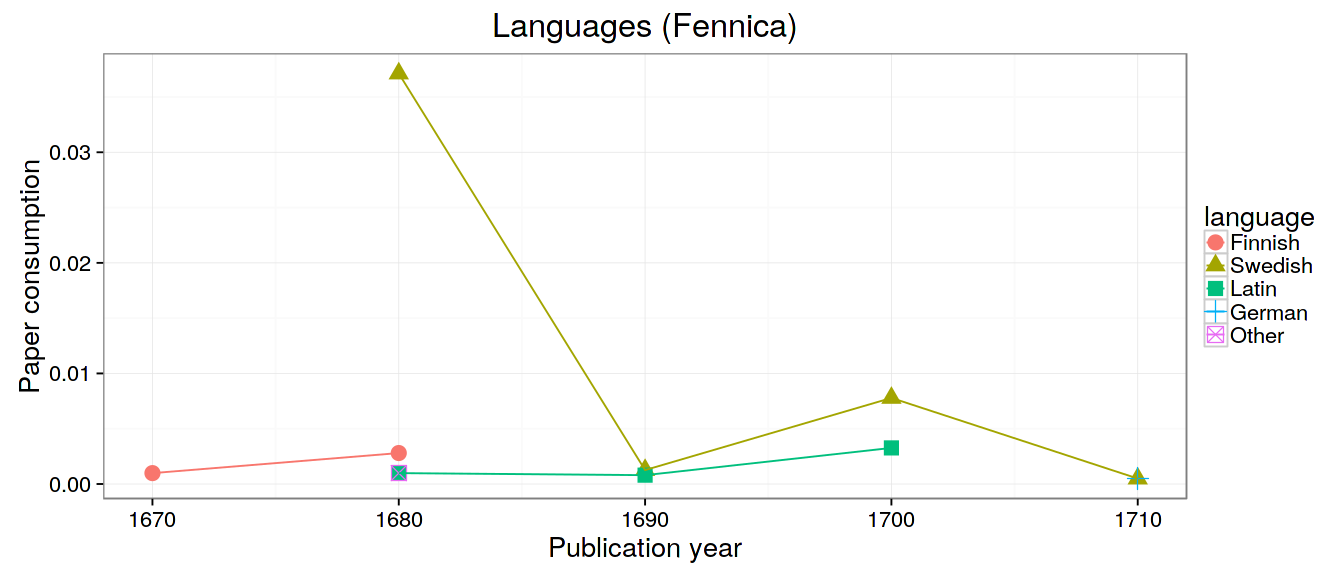 Languages (Fennica)
Paper consumption
0.03
0.02
0.01
0.00
1670 1680 1690 1700 1710
Publication year
language
Finnish
Swedish
Latin
German
Other